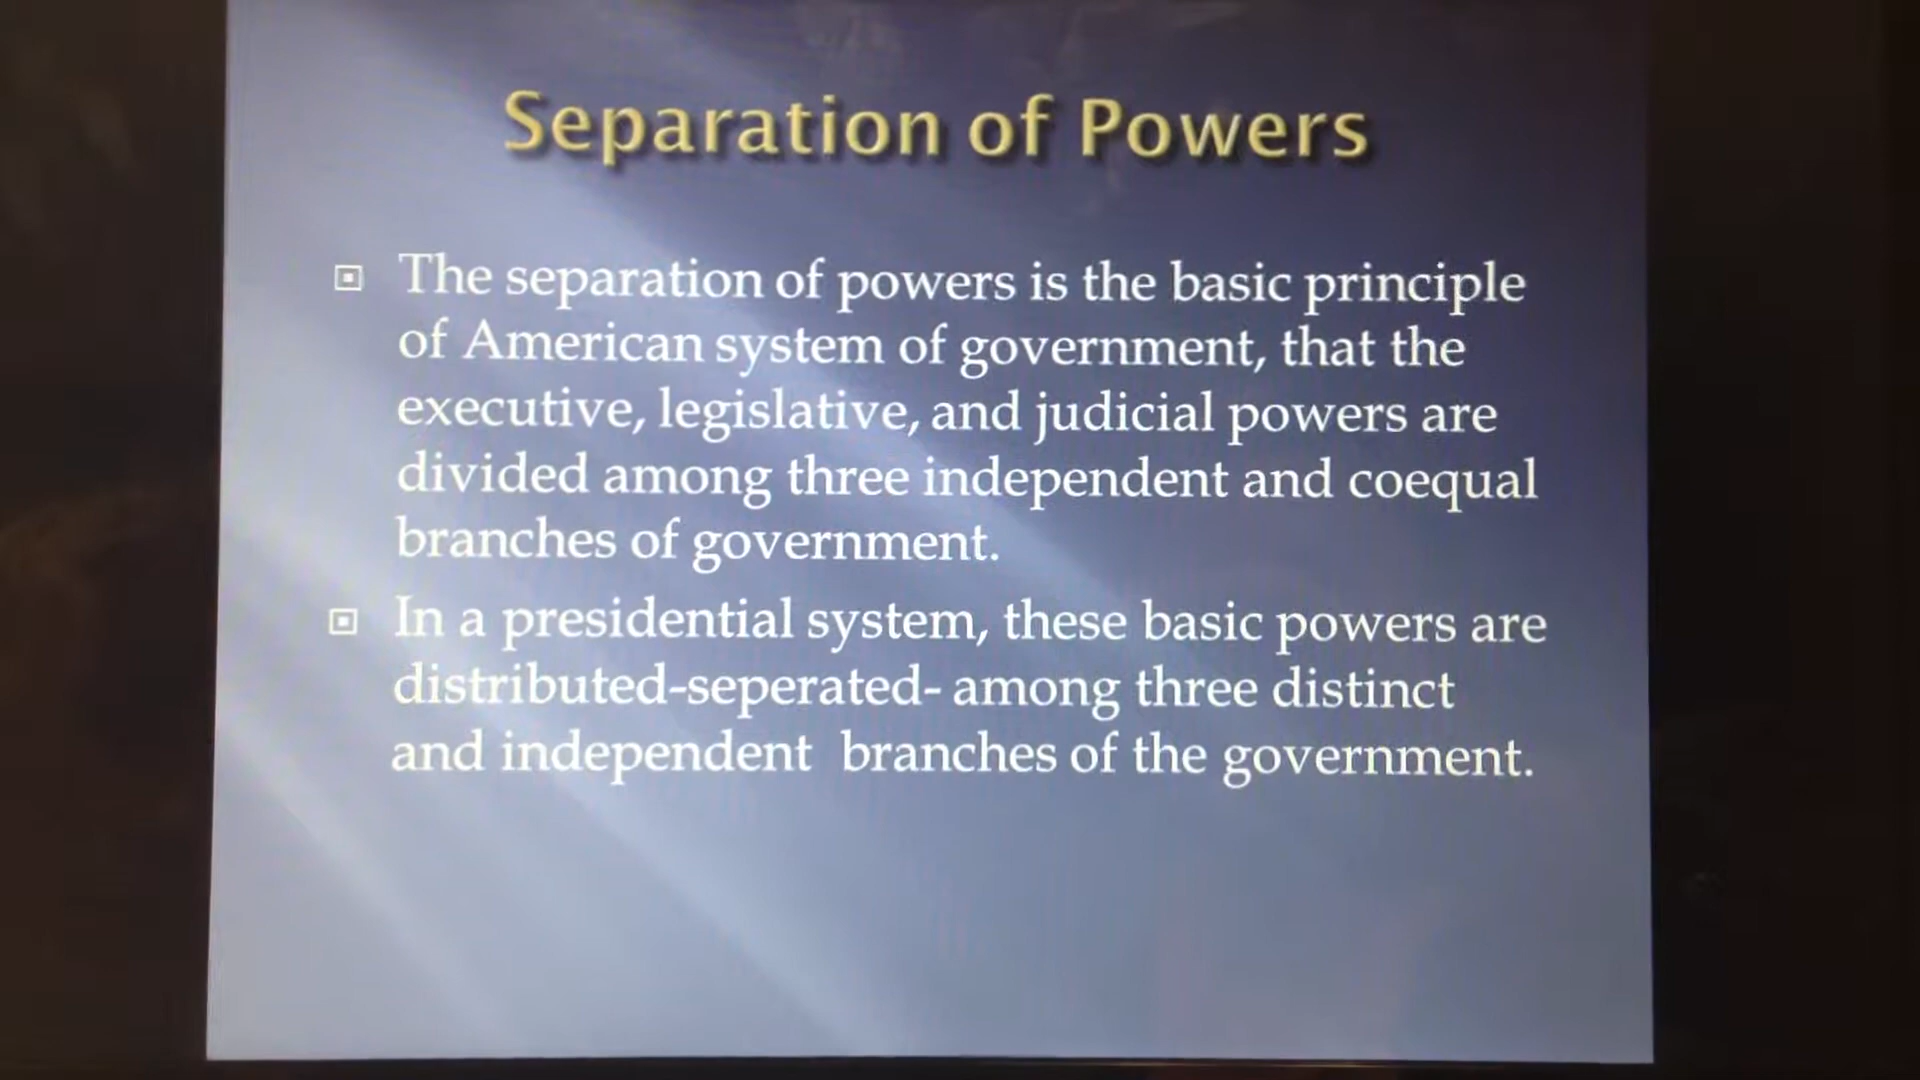 Separation of Powers
The separation of powers is the basic principle
of American system of government, that the
executive, legislative, and judicial powers are
divided among three independent and coequal
branches of government.
In a presidential system, these basic powers are
distributed-seperated- among three distinct
and independent branches of the government.